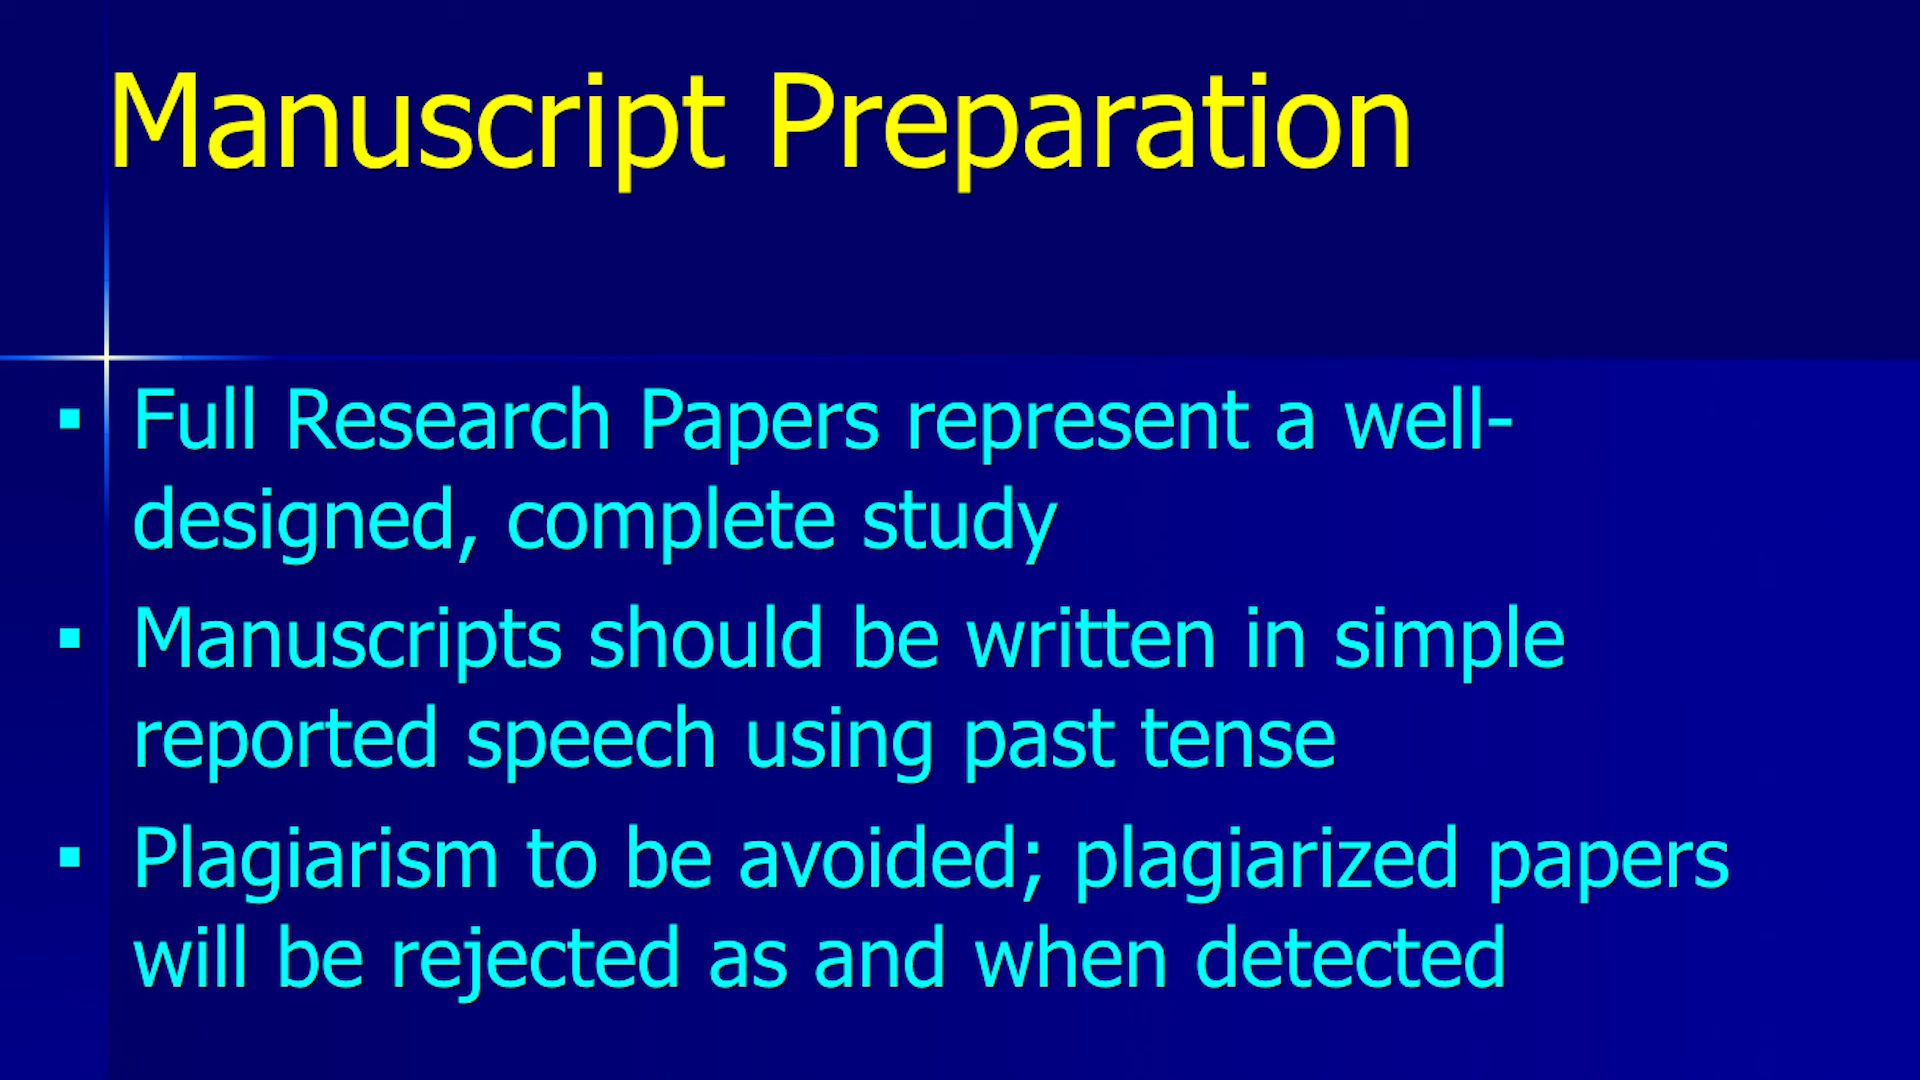 Manuscript Preparation
▪ Full Research Papers represent a well-
designed, complete study
▪ Manuscripts should be written in simple
reported speech using past tense
▪ Plagiarism to be avoided; plagiarized papers
will be rejected as and when detected